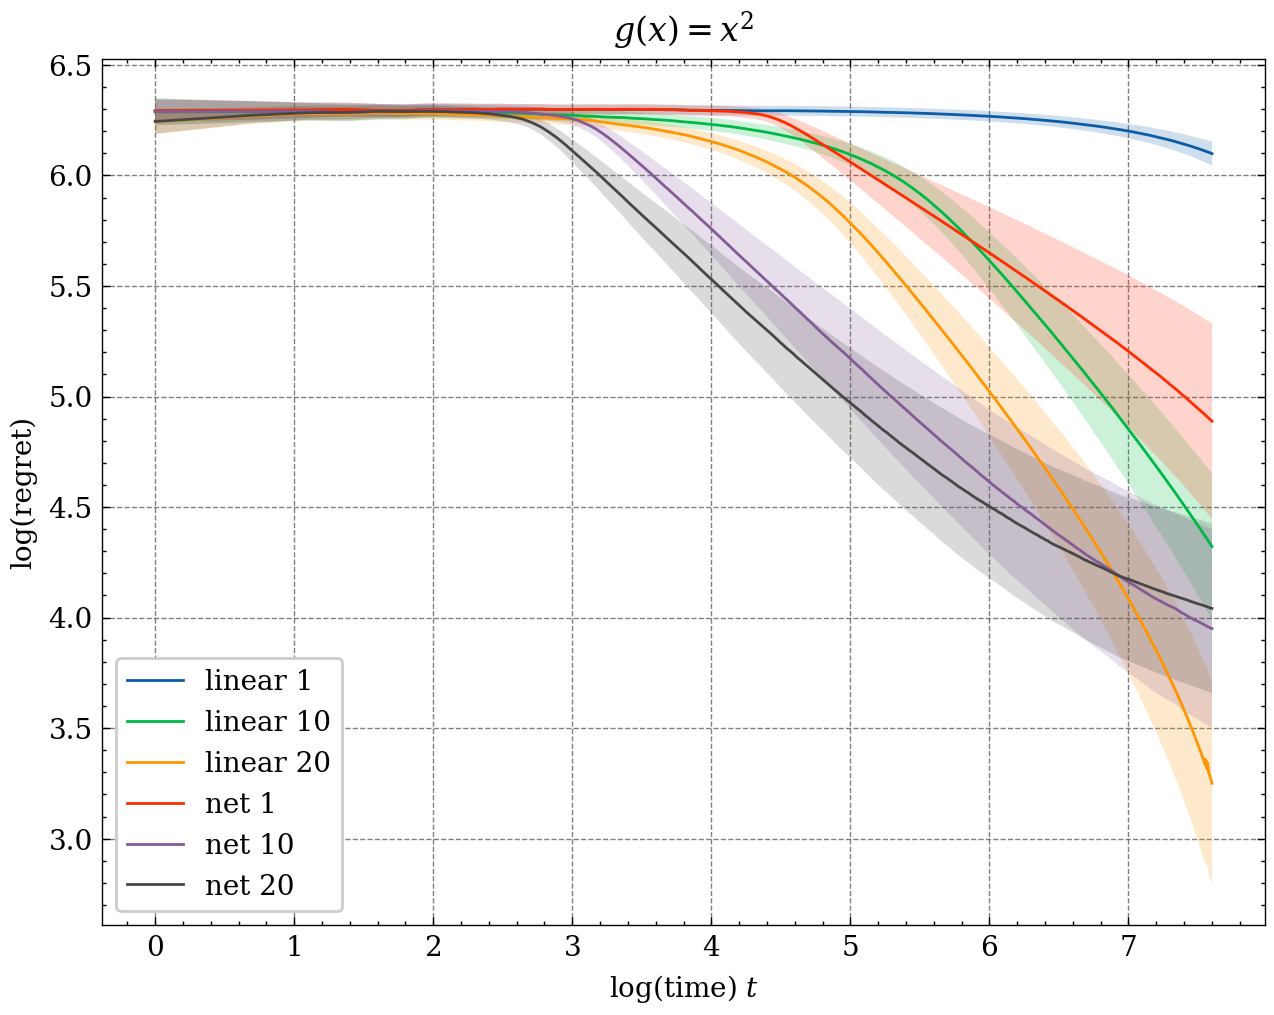 g(x) = x²
6.5
6.0
5.5
5.0
4.5
4.0
3.5
3.0
log(regret)
linear 1
linear 10
linear 20
net 1
net 10
net 20
0 1 2 3 4 5 6 7
log(time) t